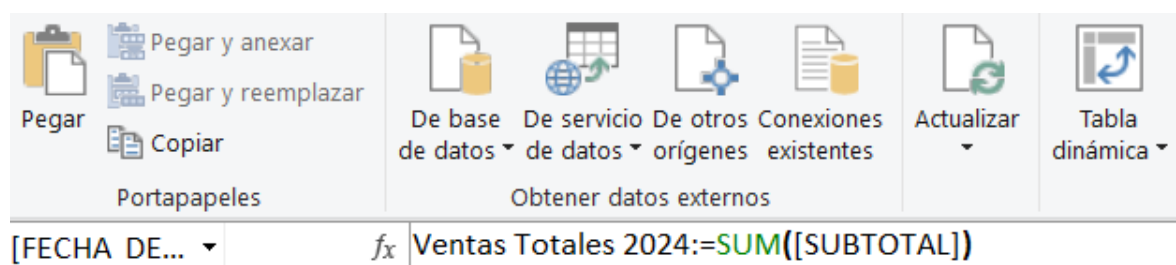 Pegar
Pegar y anexar
Pegar y reemplazar
Copiar
Portapapeles
De base
de datos
De servicio
de datos
De otros
orígenes
Conexiones
existentes
Obtener datos externos
Actualizar
Tabla
dinámica
[FECHA DE...
fx
Ventas Totales 2024:=SUM([SUBTOTAL])